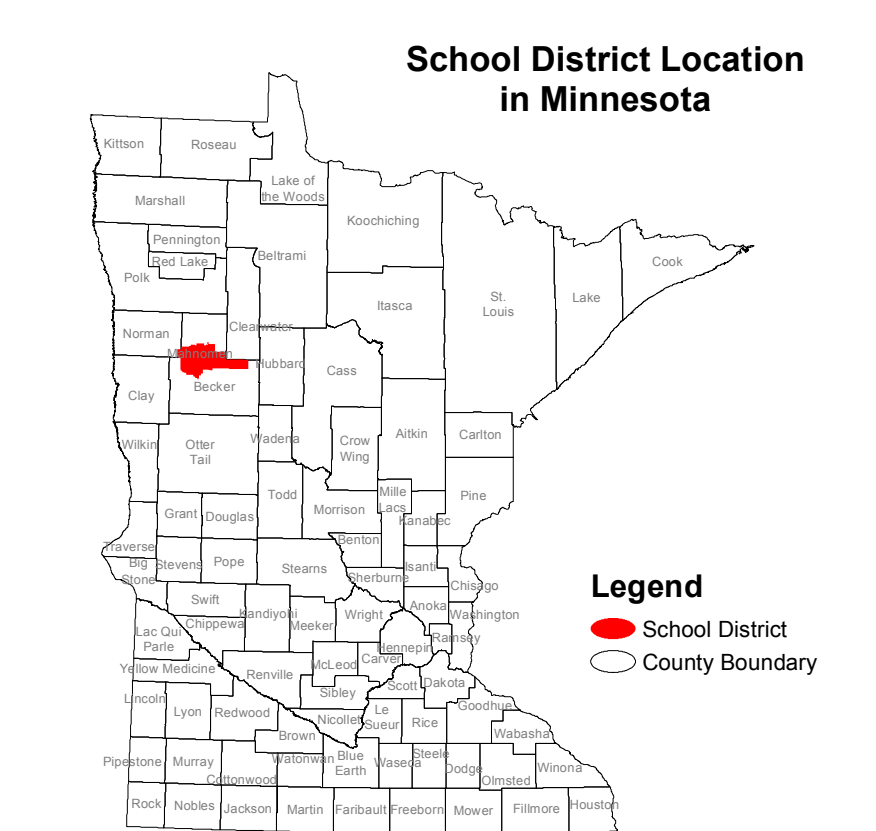 School District Location
in Minnesota
Kittson
Roseau
Lake of
the Woods
Marshall
Koochiching
Pennington
Beltrami
Red Lake
Cook
Polk
St.
Louis
Lake
Itasca
Norman
Clearwater
Mahnomen
Hubbard
Cass
Becker
Clay
Wilkin
Otter
Tail
Wadena
Crow
Wing
Aitkin
Carlton
Todd
Mille
Lacs
Pine
Grant
Douglas
Morrison
Kanabec
Traverse
Benton
Big
Stone
Stevens
Pope
Stearns
Isanti
Sherburne
Chisago
Swift
Kandiyohi
Anoka
Washington
Chippewa
Meeker
Wright
Lac Qui
Parle
Ramsey
Hennepin
Yellow Medicine
Renville
McLeod
Carver
Sibley
Scott
Dakota
Lincoln
Lyon
Redwood
Nicollet
Le
Sueur
Rice
Goodhue
Brown
Wabasha
Pipestone
Murray
Cottonwood
Watonwan
Blue
Earth
Waseca
Steele
Dodge
Olmsted
Winona
Rock
Nobles
Jackson
Martin
Faribault
Freeborn
Mower
Fillmore
Houston
Legend
School District
County Boundary